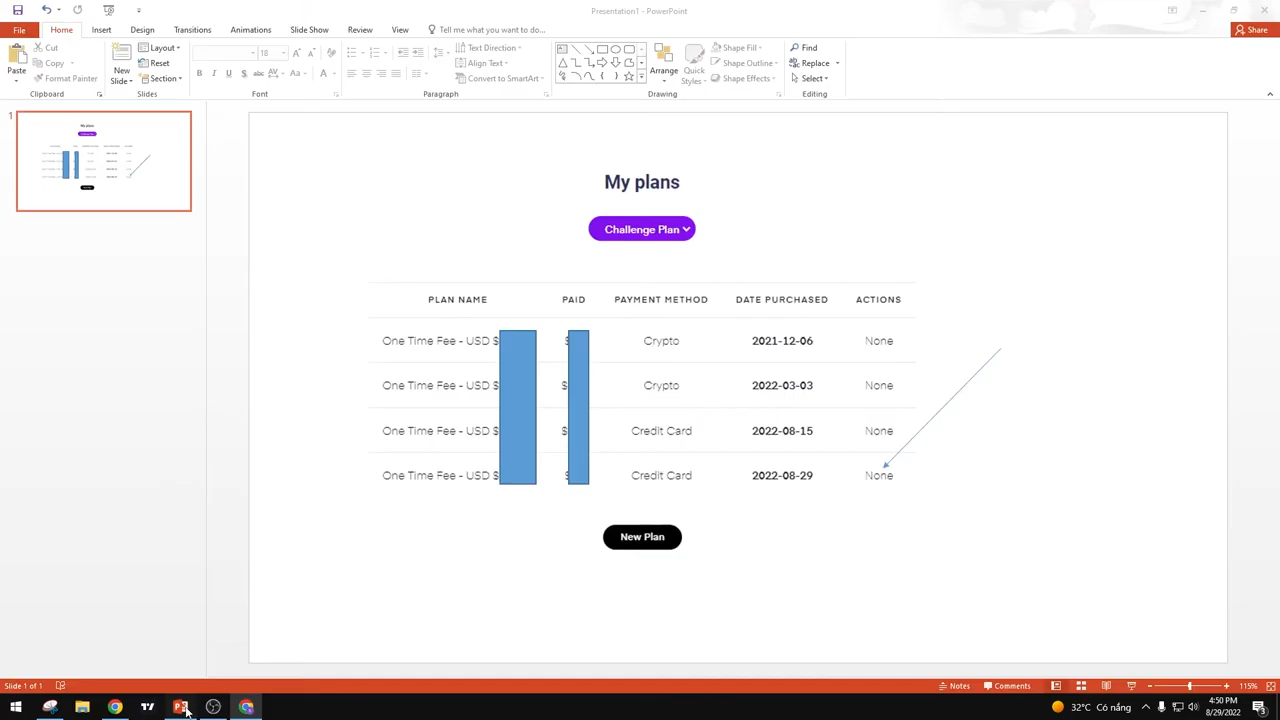 Presentation1 - PowerPoint
File Home Insert Design Transitions Animations Slide Show Review View Tell me what you want to do... Share
Paste
Cut
Copy
Format Painter
Clipboard
New Slide
Layout
Reset
Section
Slides
18
B I U S abc AV Aa A
Font
Text Direction
Align Text
Convert to SmartArt
Paragraph
Arrange
Quick Styles
Shape Fill
Shape Outline
Shape Effects
Drawing
Find
Replace
Select
Editing
1
My plans
Challenge Plan
PLAN NAME PAID PAYMENT METHOD DATE PURCHASED ACTIONS
One Time Fee - USD $ $ Crypto 2021-12-06 None
One Time Fee - USD $ $ Crypto 2022-03-03 None
One Time Fee - USD $ $ Credit Card 2022-08-15 None
One Time Fee - USD $ $ Credit Card 2022-08-29 None
New Plan
Slide 1 of 1 Notes Comments 115%
32°C Có nắng 4:50 PM
8/29/2022